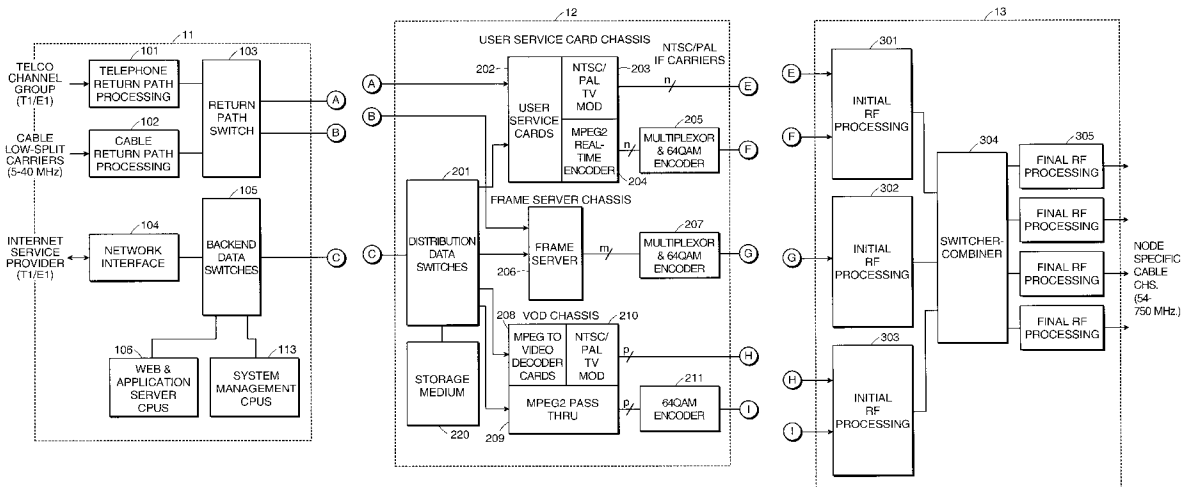 11
TELCO
CHANNEL
GROUP
(T1/E1)
101
TELEPHONE
RETURN PATH
PROCESSING
103
RETURN
PATH
SWITCH
A
B
CABLE
LOW-SPLIT
CARRIERS
(5-40 MHz)
102
CABLE
RETURN PATH
PROCESSING
INTERNET
SERVICE
PROVIDER
(T1/E1)
104
NETWORK
INTERFACE
105
BACKEND
DATA
SWITCHES
C
106
WEB &
APPLICATION
SERVER
CPUS
113
SYSTEM
MANAGEMENT
CPUS
12
USER SERVICE CARD CHASSIS
A
B
C
202
USER
SERVICE
CARDS
203
NTSC/
PAL
TV
MOD
NTSC/PAL
IF CARRIERS
n
E
MPEG2
REAL-
TIME
ENCODER
204
n
205
MULTIPLEXOR
& 64QAM
ENCODER
F
201
DISTRIBUTION
DATA
SWITCHES
FRAME SERVER CHASSIS
206
FRAME
SERVER
m
207
MULTIPLEXOR
& 64QAM
ENCODER
G
VOD CHASSIS
208
MPEG TO
VIDEO
DECODER
CARDS
210
NTSC/
PAL
TV
MOD
p
H
MPEG2 PASS
THRU
209
p
211
64QAM
ENCODER
I
STORAGE
MEDIUM
220
13
E
F
301
INITIAL
RF
PROCESSING
G
302
INITIAL
RF
PROCESSING
H
I
303
INITIAL
RF
PROCESSING
304
SWITCHER-
COMBINER
305
FINAL RF
PROCESSING
FINAL RF
PROCESSING
FINAL RF
PROCESSING
FINAL RF
PROCESSING
NODE
SPECIFIC
CABLE
CHS.
(54-
750 MHz.)